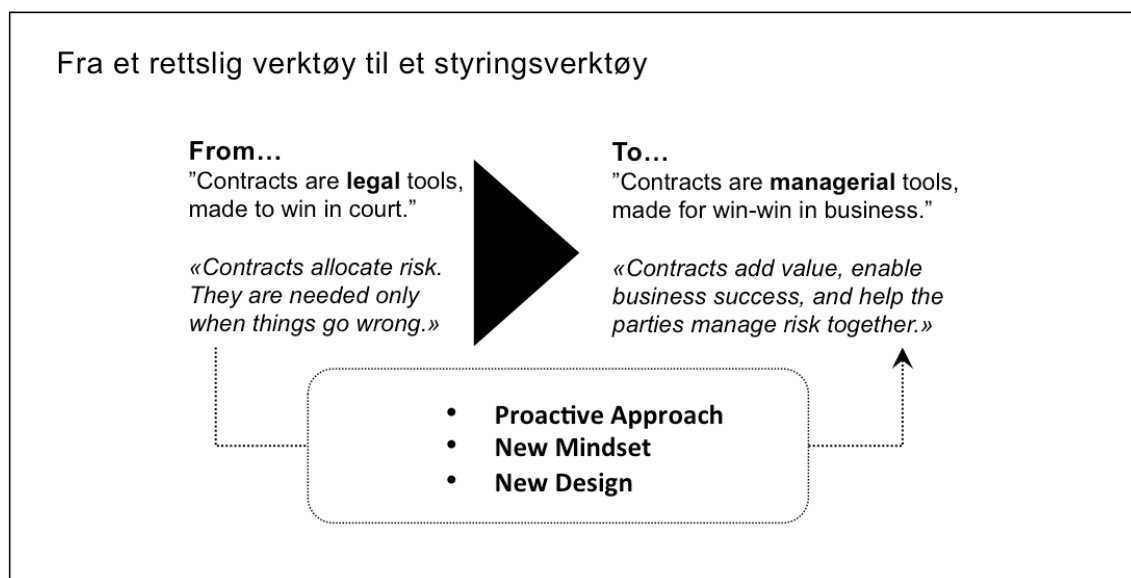 Fra et rettslig verktøy til et styringsverktøy
From...
”Contracts are legal tools,
made to win in court.”
«Contracts allocate risk.
They are needed only
when things go wrong.»
To...
”Contracts are managerial tools,
made for win-win in business.”
«Contracts add value, enable
business success, and help the
parties manage risk together.»
• Proactive Approach
• New Mindset
• New Design